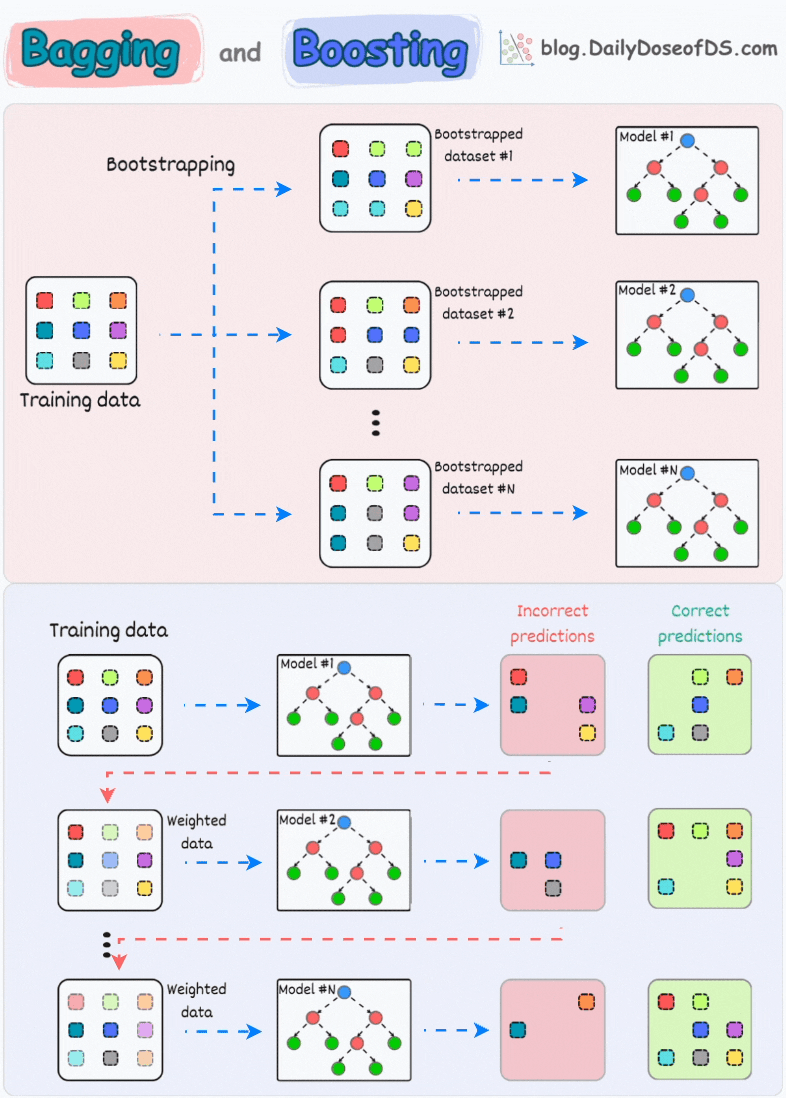 Bagging and Boosting blog.DailyDoseofDS.com
Bootstrapping
Bootstrapped
dataset #1
Model #1
Training data
Bootstrapped
dataset #2
Model #2
Bootstrapped
dataset #N
Model #N
Training data
Model #1
Incorrect
predictions
Correct
predictions
Weighted
data
Model #2
Weighted
data
Model #N